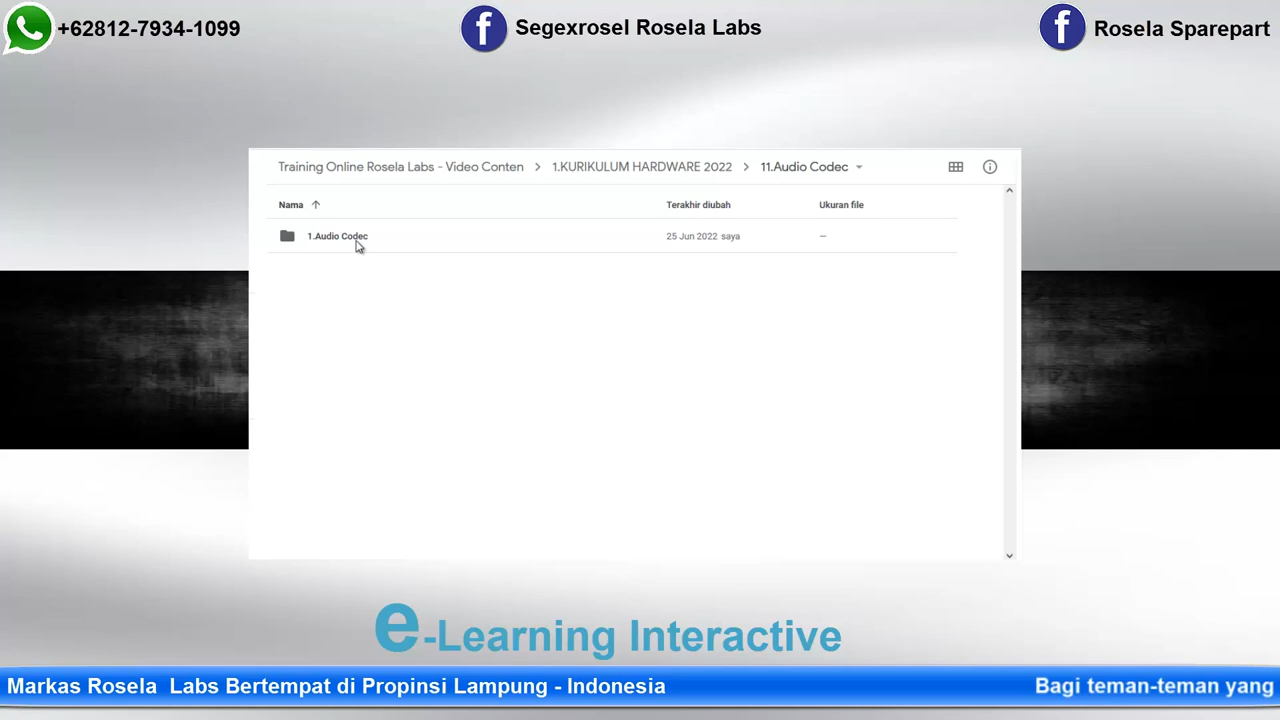 +62812-7934-1099
Segexrosel Rosela Labs
Rosela Sparepart
Training Online Rosela Labs - Video Conten > 1.KURIKULUM HARDWARE 2022 > 11.Audio Codec
Nama Terakhir diubah Ukuran file
1.Audio Codec 25 Jun 2022 saya —
e-Learning Interactive
Markas Rosela Labs Bertempat di Propinsi Lampung - Indonesia Bagi teman-teman yang